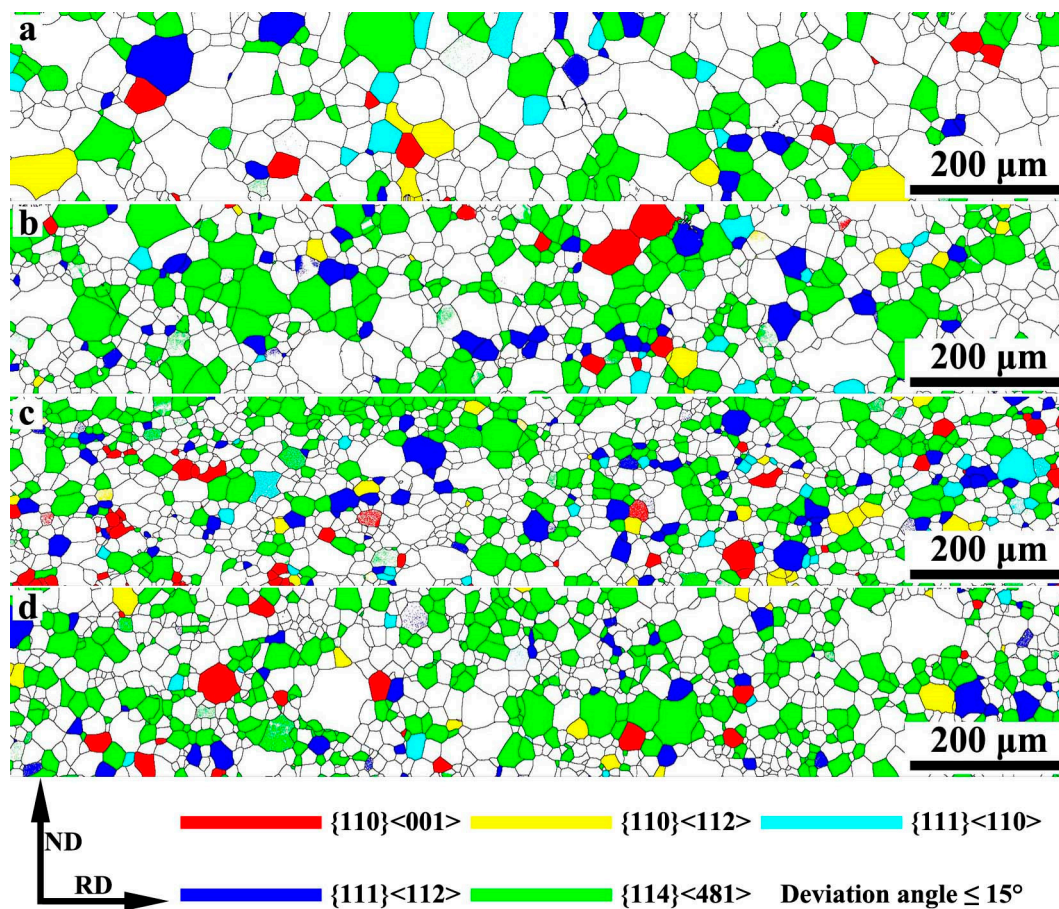 a
200 μm
b
200 μm
c
200 μm
d
200 μm
ND
RD
{110}<001>
{110}<112>
{111}<110>
{111}<112>
{114}<481>
Deviation angle ≤ 15°